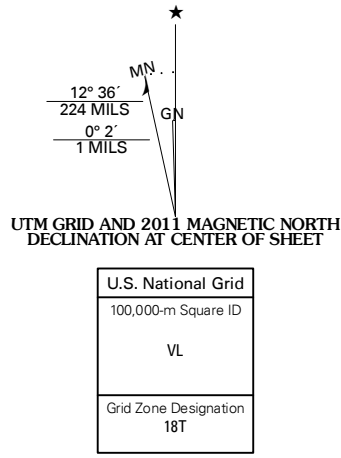 ★
MN
12° 36´
224 MILS
GN
0° 2´
1 MILS
UTM GRID AND 2011 MAGNETIC NORTH
DECLINATION AT CENTER OF SHEET
U.S. National Grid
100,000-m Square ID
VL
Grid Zone Designation
18T